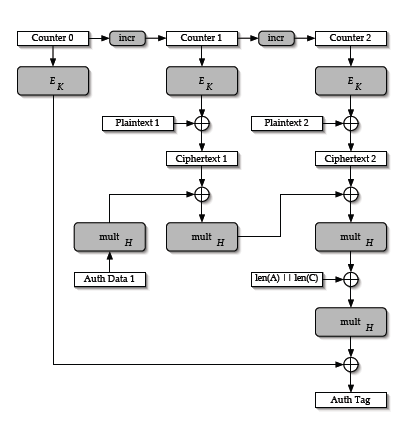 Counter 0 incr Counter 1 incr Counter 2
E K E K E K
Plaintext 1 Plaintext 2
Ciphertext 1 Ciphertext 2
mult H mult H mult H
Auth Data 1 len(A) || len(C)
mult H
Auth Tag